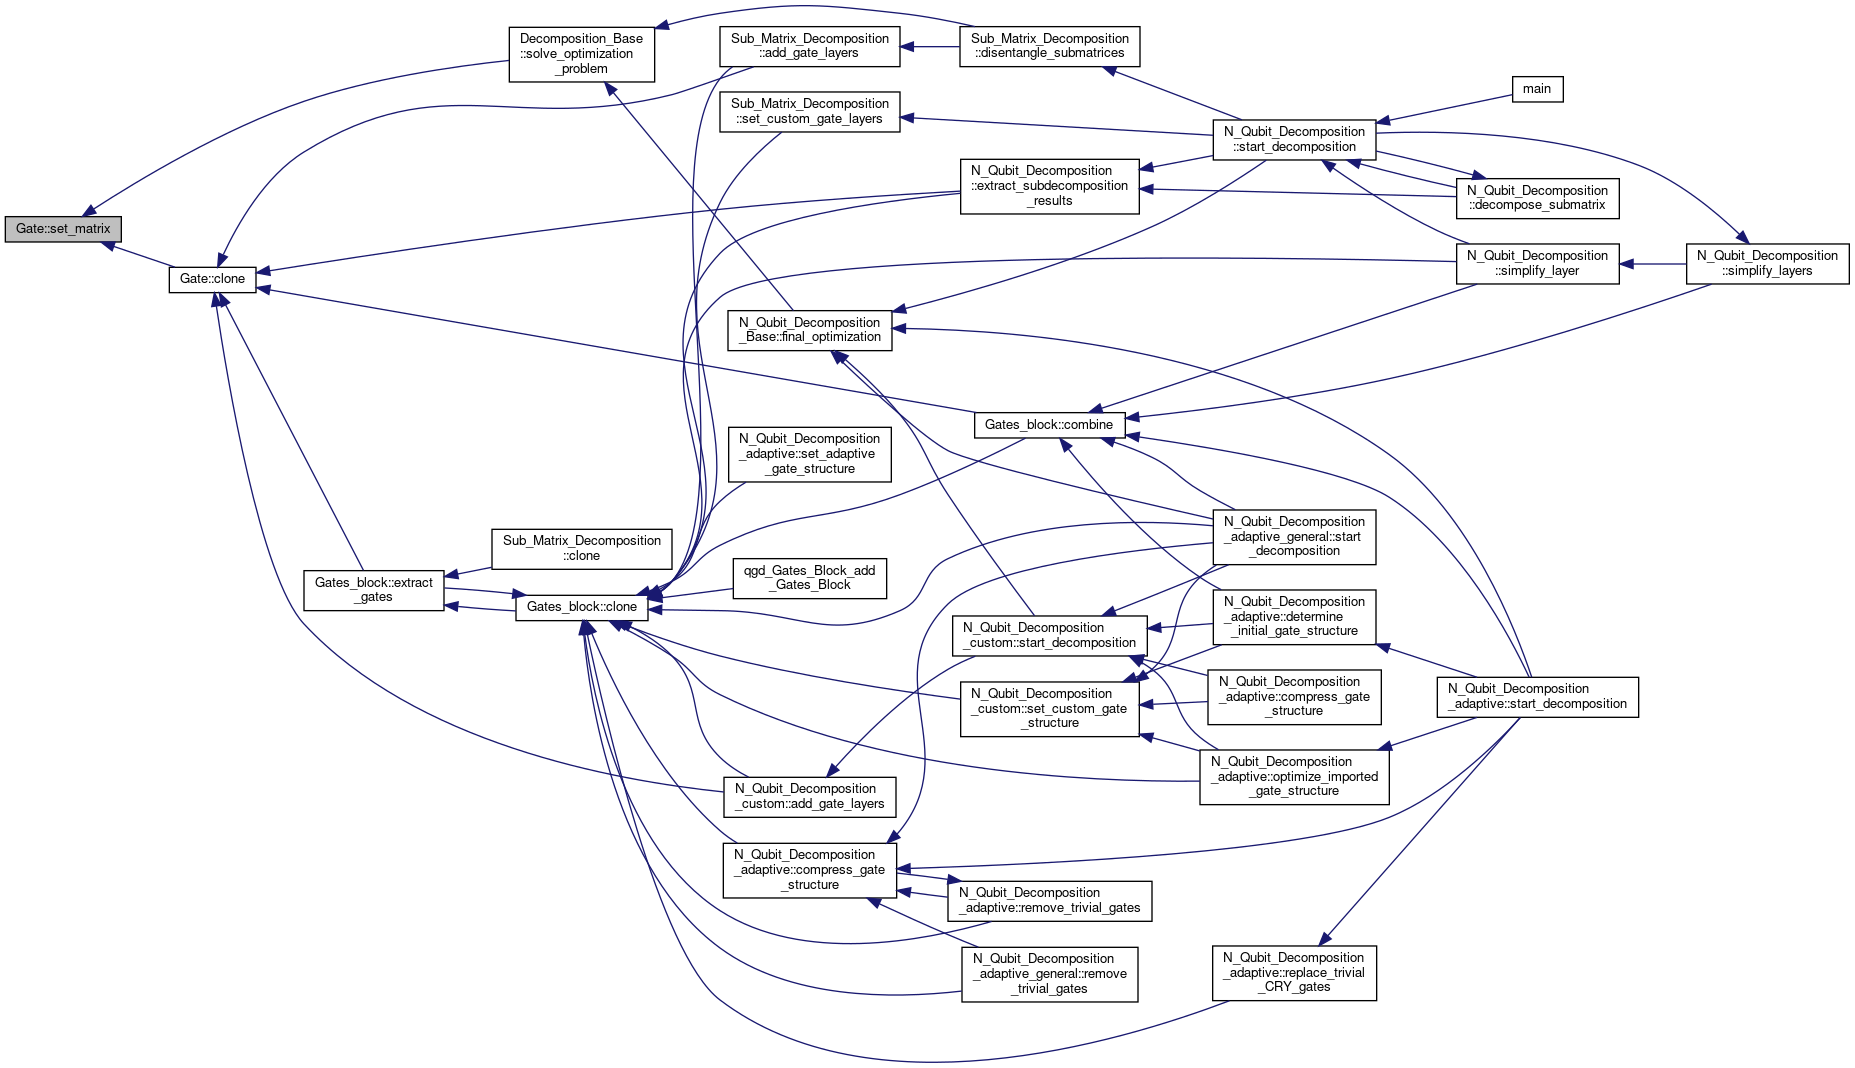 Gate::set_matrix
Gate::clone
Decomposition_Base
::solve_optimization
_problem
Sub_Matrix_Decomposition
::add_gate_layers
Sub_Matrix_Decomposition
::disentangle_submatrices
Sub_Matrix_Decomposition
::set_custom_gate_layers
main
N_Qubit_Decomposition
::start_decomposition
N_Qubit_Decomposition
::extract_subdecomposition
_results
N_Qubit_Decomposition
::decompose_submatrix
N_Qubit_Decomposition
::simplify_layer
N_Qubit_Decomposition
::simplify_layers
N_Qubit_Decomposition
_Base::final_optimization
Gates_block::combine
N_Qubit_Decomposition
_adaptive::set_adaptive
_gate_structure
Sub_Matrix_Decomposition
::clone
Gates_block::extract
_gates
Gates_block::clone
qgd_Gates_Block_add
_Gates_Block
N_Qubit_Decomposition
_adaptive_general::start
_decomposition
N_Qubit_Decomposition
_adaptive::determine
_initial_gate_structure
N_Qubit_Decomposition
_custom::start_decomposition
N_Qubit_Decomposition
_adaptive::compress_gate
_structure
N_Qubit_Decomposition
_custom::set_custom_gate
_structure
N_Qubit_Decomposition
_adaptive::start_decomposition
N_Qubit_Decomposition
_adaptive::optimize_imported
_gate_structure
N_Qubit_Decomposition
_custom::add_gate_layers
N_Qubit_Decomposition
_adaptive::compress_gate
_structure
N_Qubit_Decomposition
_adaptive::remove_trivial_gates
N_Qubit_Decomposition
_adaptive_general::remove
_trivial_gates
N_Qubit_Decomposition
_adaptive::replace_trivial
_CRY_gates